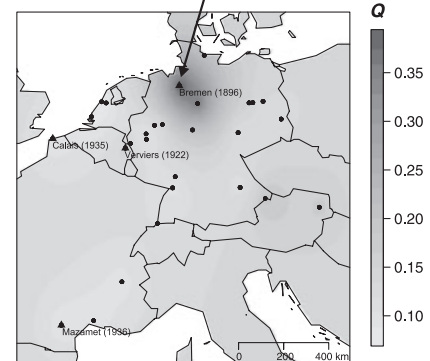 Q
Bremen (1896)
Calais (1935)
Verviers (1922)
Mazamet (1936)
0 200 400 km
0.35
0.30
0.25
0.20
0.15
0.10